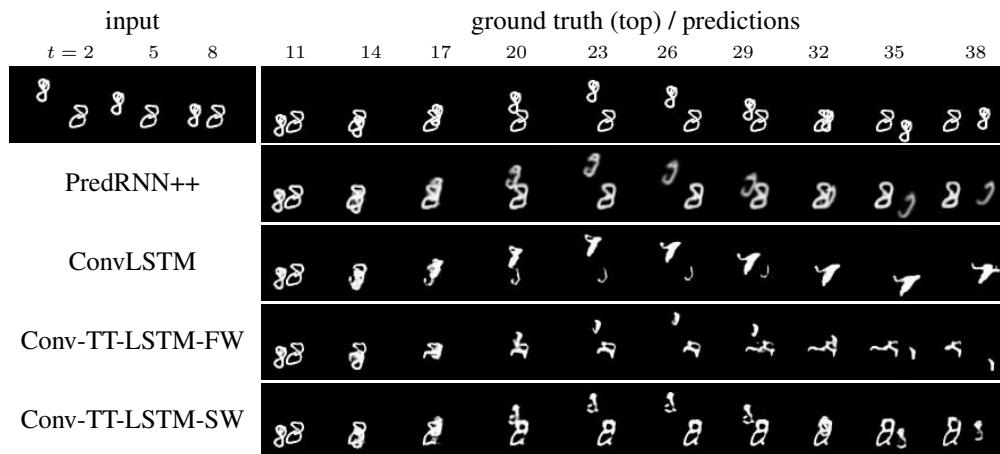 input ground truth (top) / predictions
t = 2 5 8 11 14 17 20 23 26 29 32 35 38
PredRNN++
ConvLSTM
Conv-TT-LSTM-FW
Conv-TT-LSTM-SW